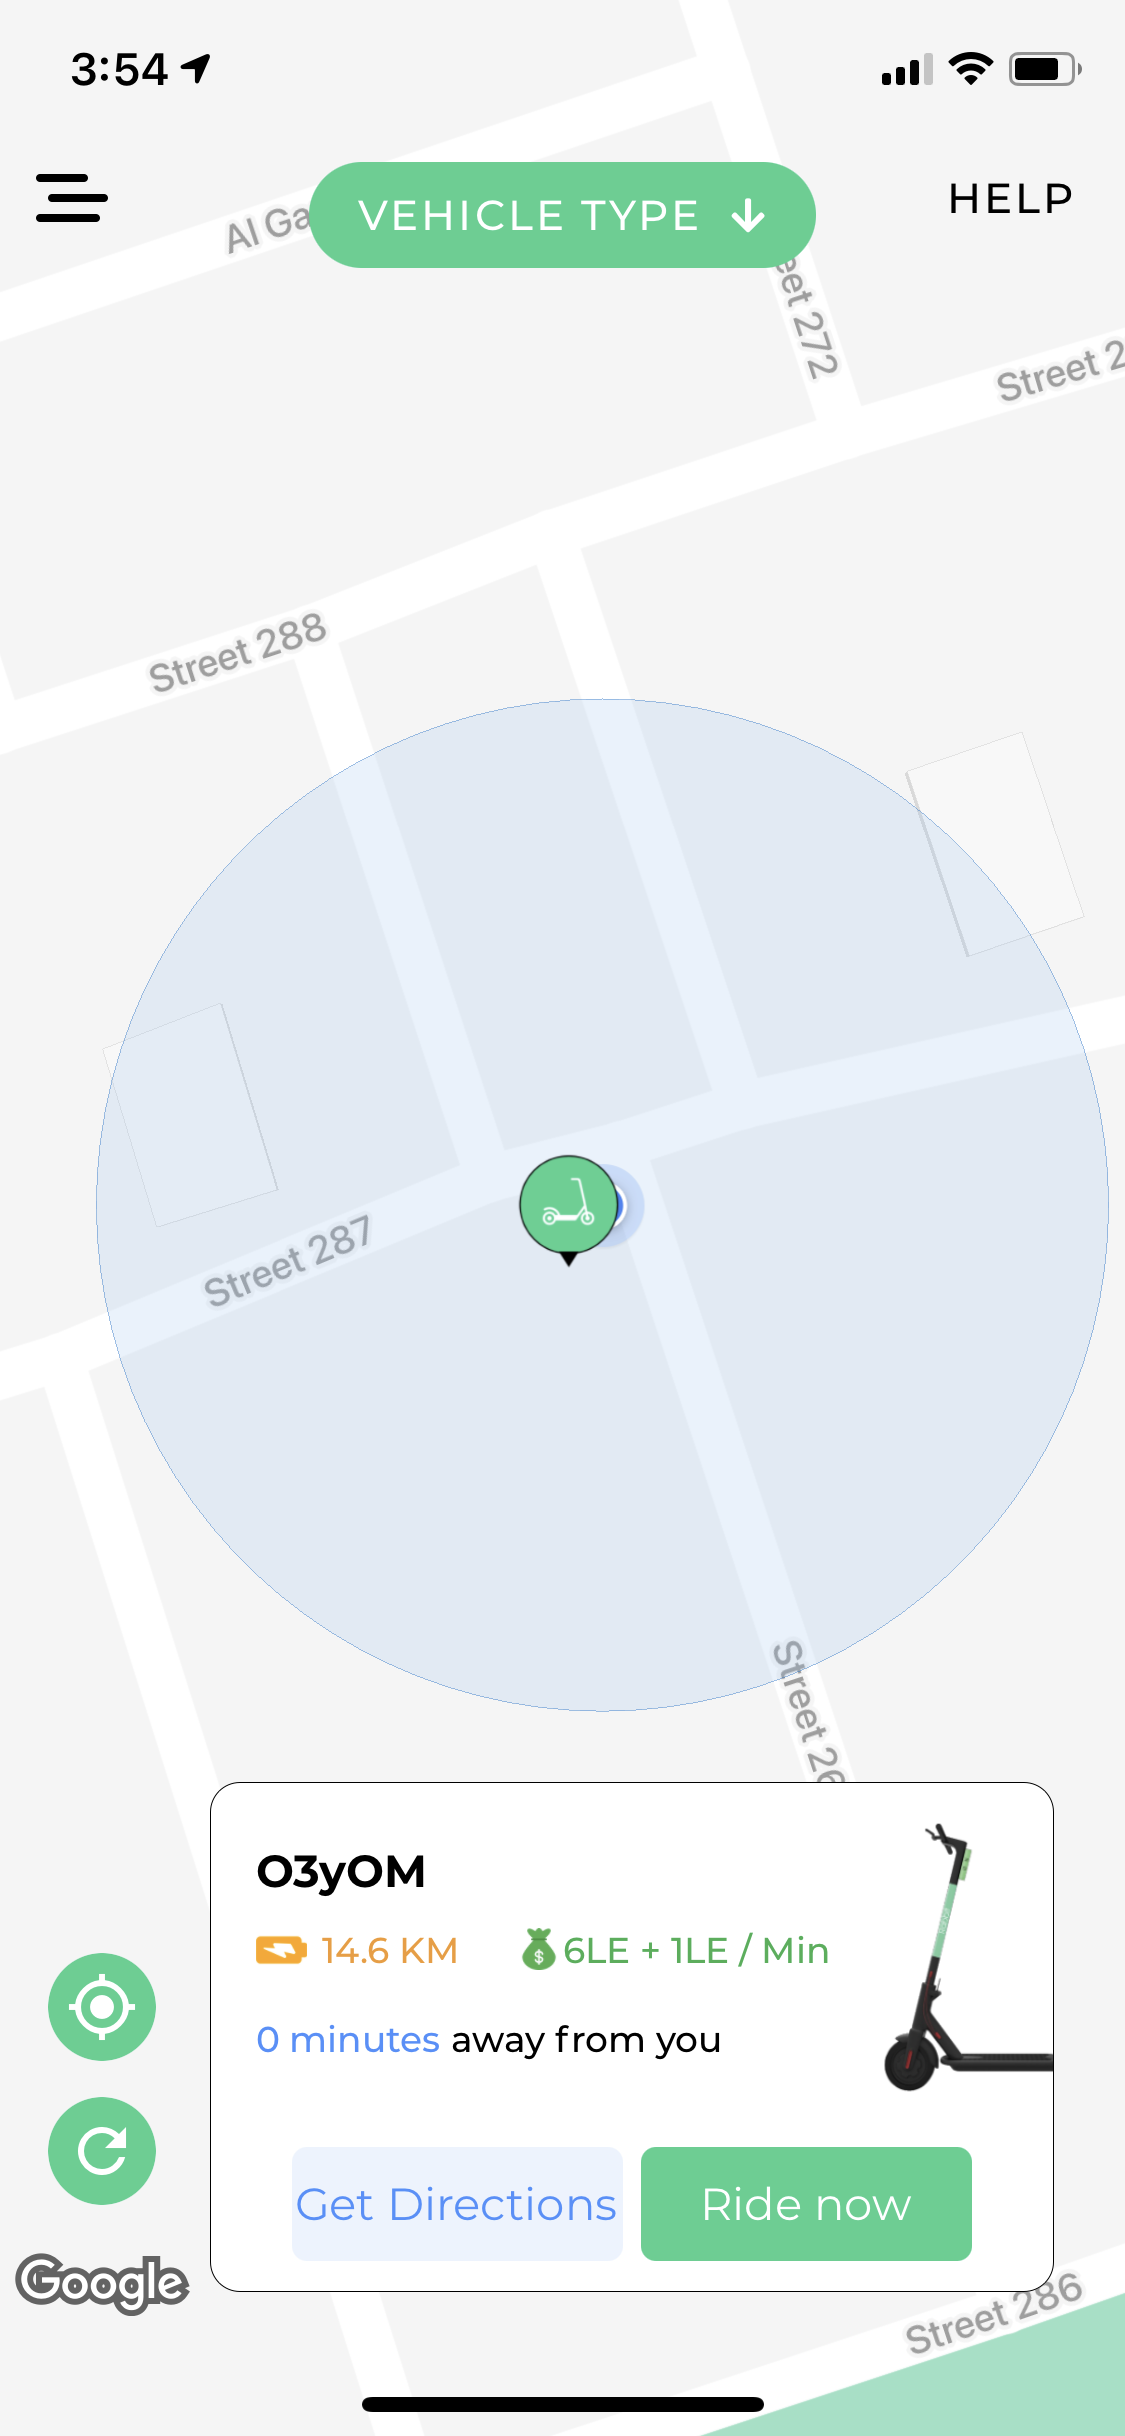 3:54
VEHICLE TYPE
HELP
Al Ga
eet 272
Street 2
Street 288
Street 287
Street 26
O3yOM
14.6 KM
$ 6LE + 1LE / Min
0 minutes away from you
Get Directions
Ride now
Google
Street 286